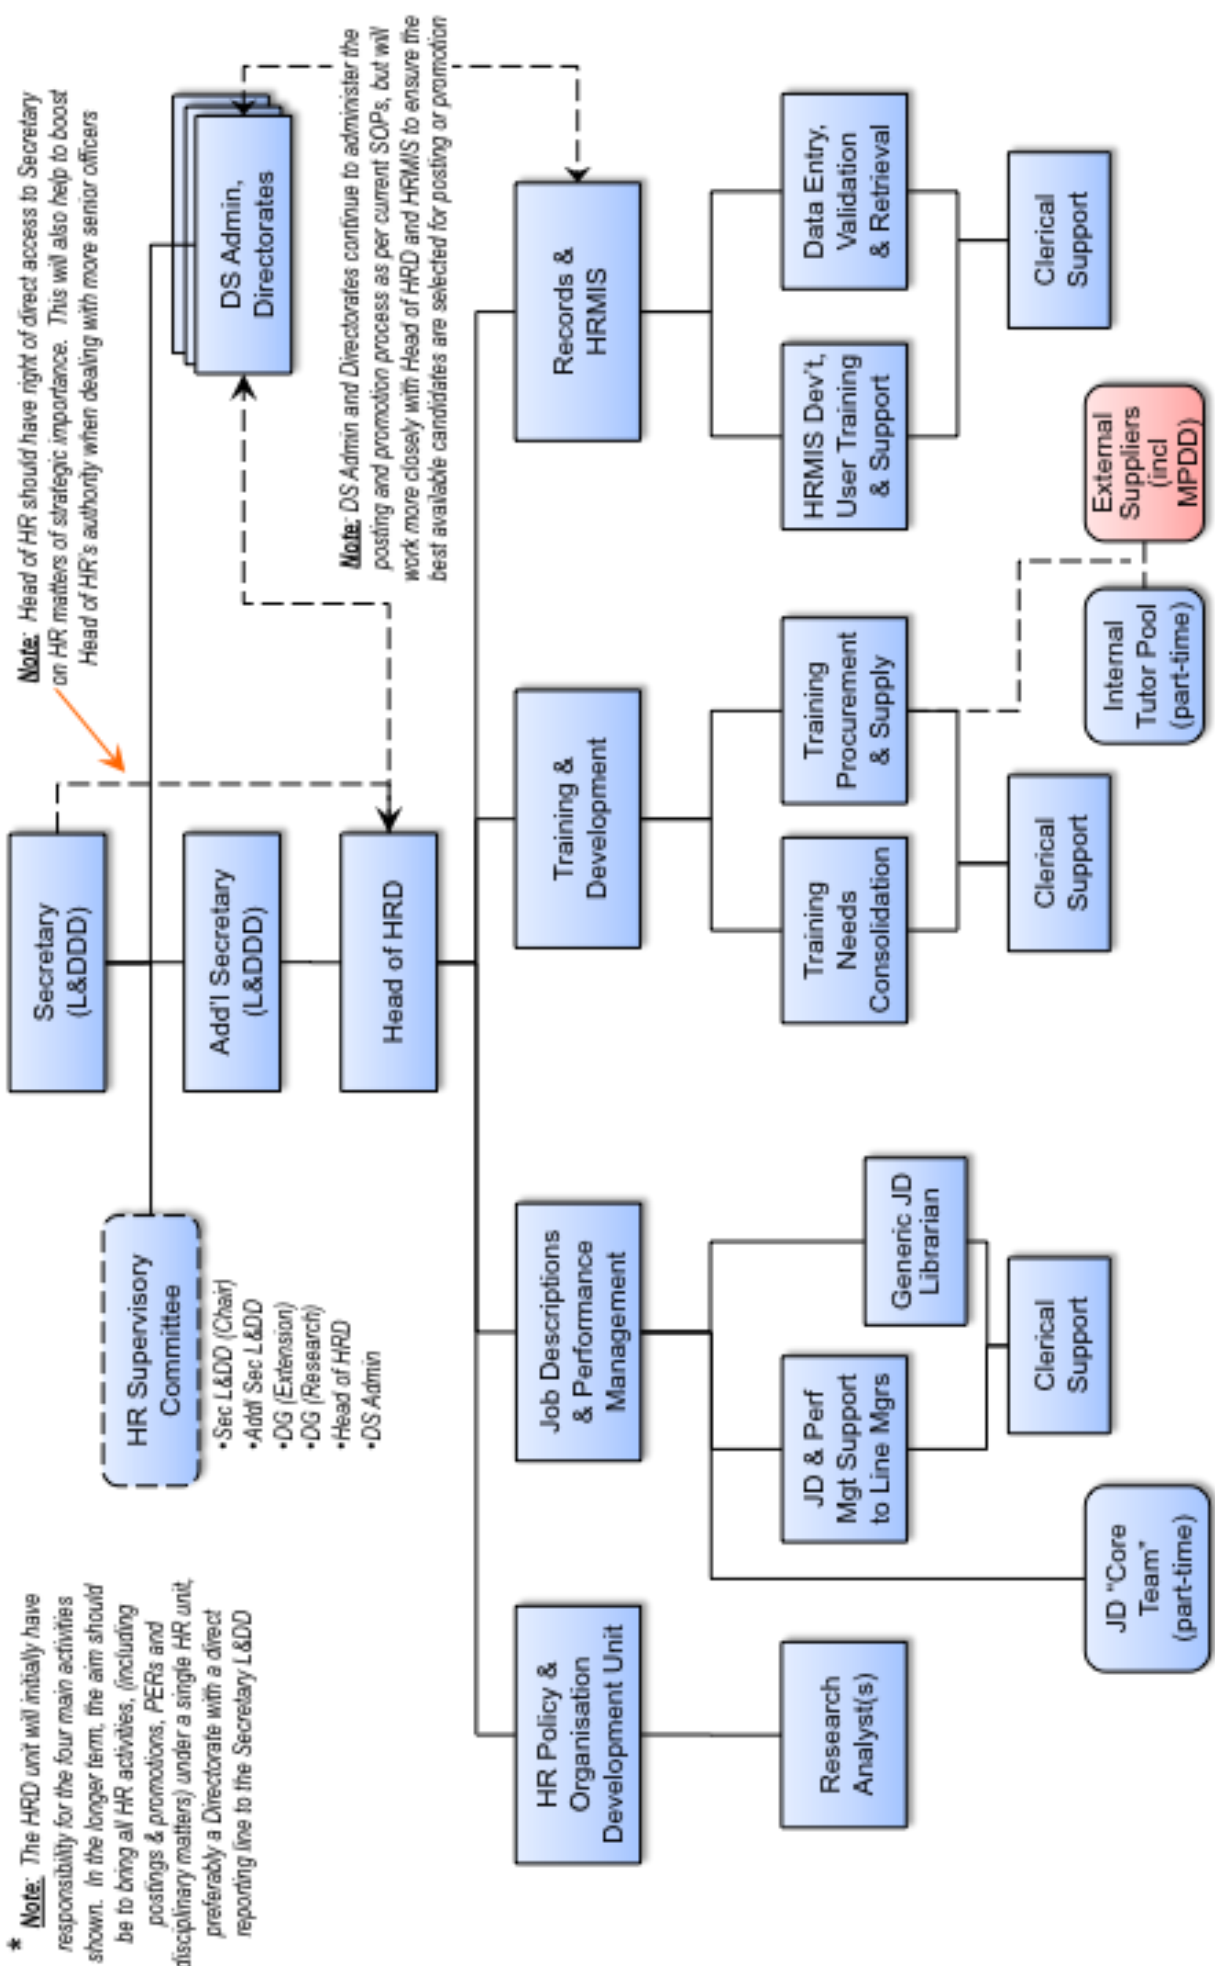 *
Note: The HRD unit will initially have
responsibility for the four main activities
shown. In the longer term, the aim should
be to bring all HR activities, (including
postings & promotions, PERs and
disciplinary matters) under a single HR unit,
preferably a Directorate with a direct
reporting line to the Secretary L&DD
HR Supervisory
Committee
•Sec L&DD (Chair)
•Addl Sec L&DD
•DG (Extension)
•DG (Research)
•Head of HRD
•DS Admin
Secretary
(L&DDD)
Add'l Secretary
(L&DDD)
Head of HRD
Note: Head of HR should have right of direct access to Secretary
on HR matters of strategic importance. This will also help to boost
Head of HR's authority when dealing with more senior officers
DS Admin,
Directorates
Note: DS Admin and Directorates continue to administer the
posting and promotion process as per current SOPs, but will
work more closely with Head of HRD and HRMIS to ensure the
best available candidates are selected for posting or promotion
HR Policy &
Organisation
Development Unit
Job Descriptions
& Performance
Management
Training &
Development
Records &
HRMIS
Research
Analyst(s)
JD & Perf
Mgt Support
to Line Mgrs
Generic JD
Librarian
Training
Needs
Consolidation
Training
Procurement
& Supply
HRMIS Dev't,
User Training
& Support
Data Entry,
Validation
& Retrieval
Clerical
Support
Clerical
Support
Clerical
Support
JD "Core
Team"
(part-time)
Internal
Tutor Pool
(part-time)
External
Suppliers
(incl
MPDD)